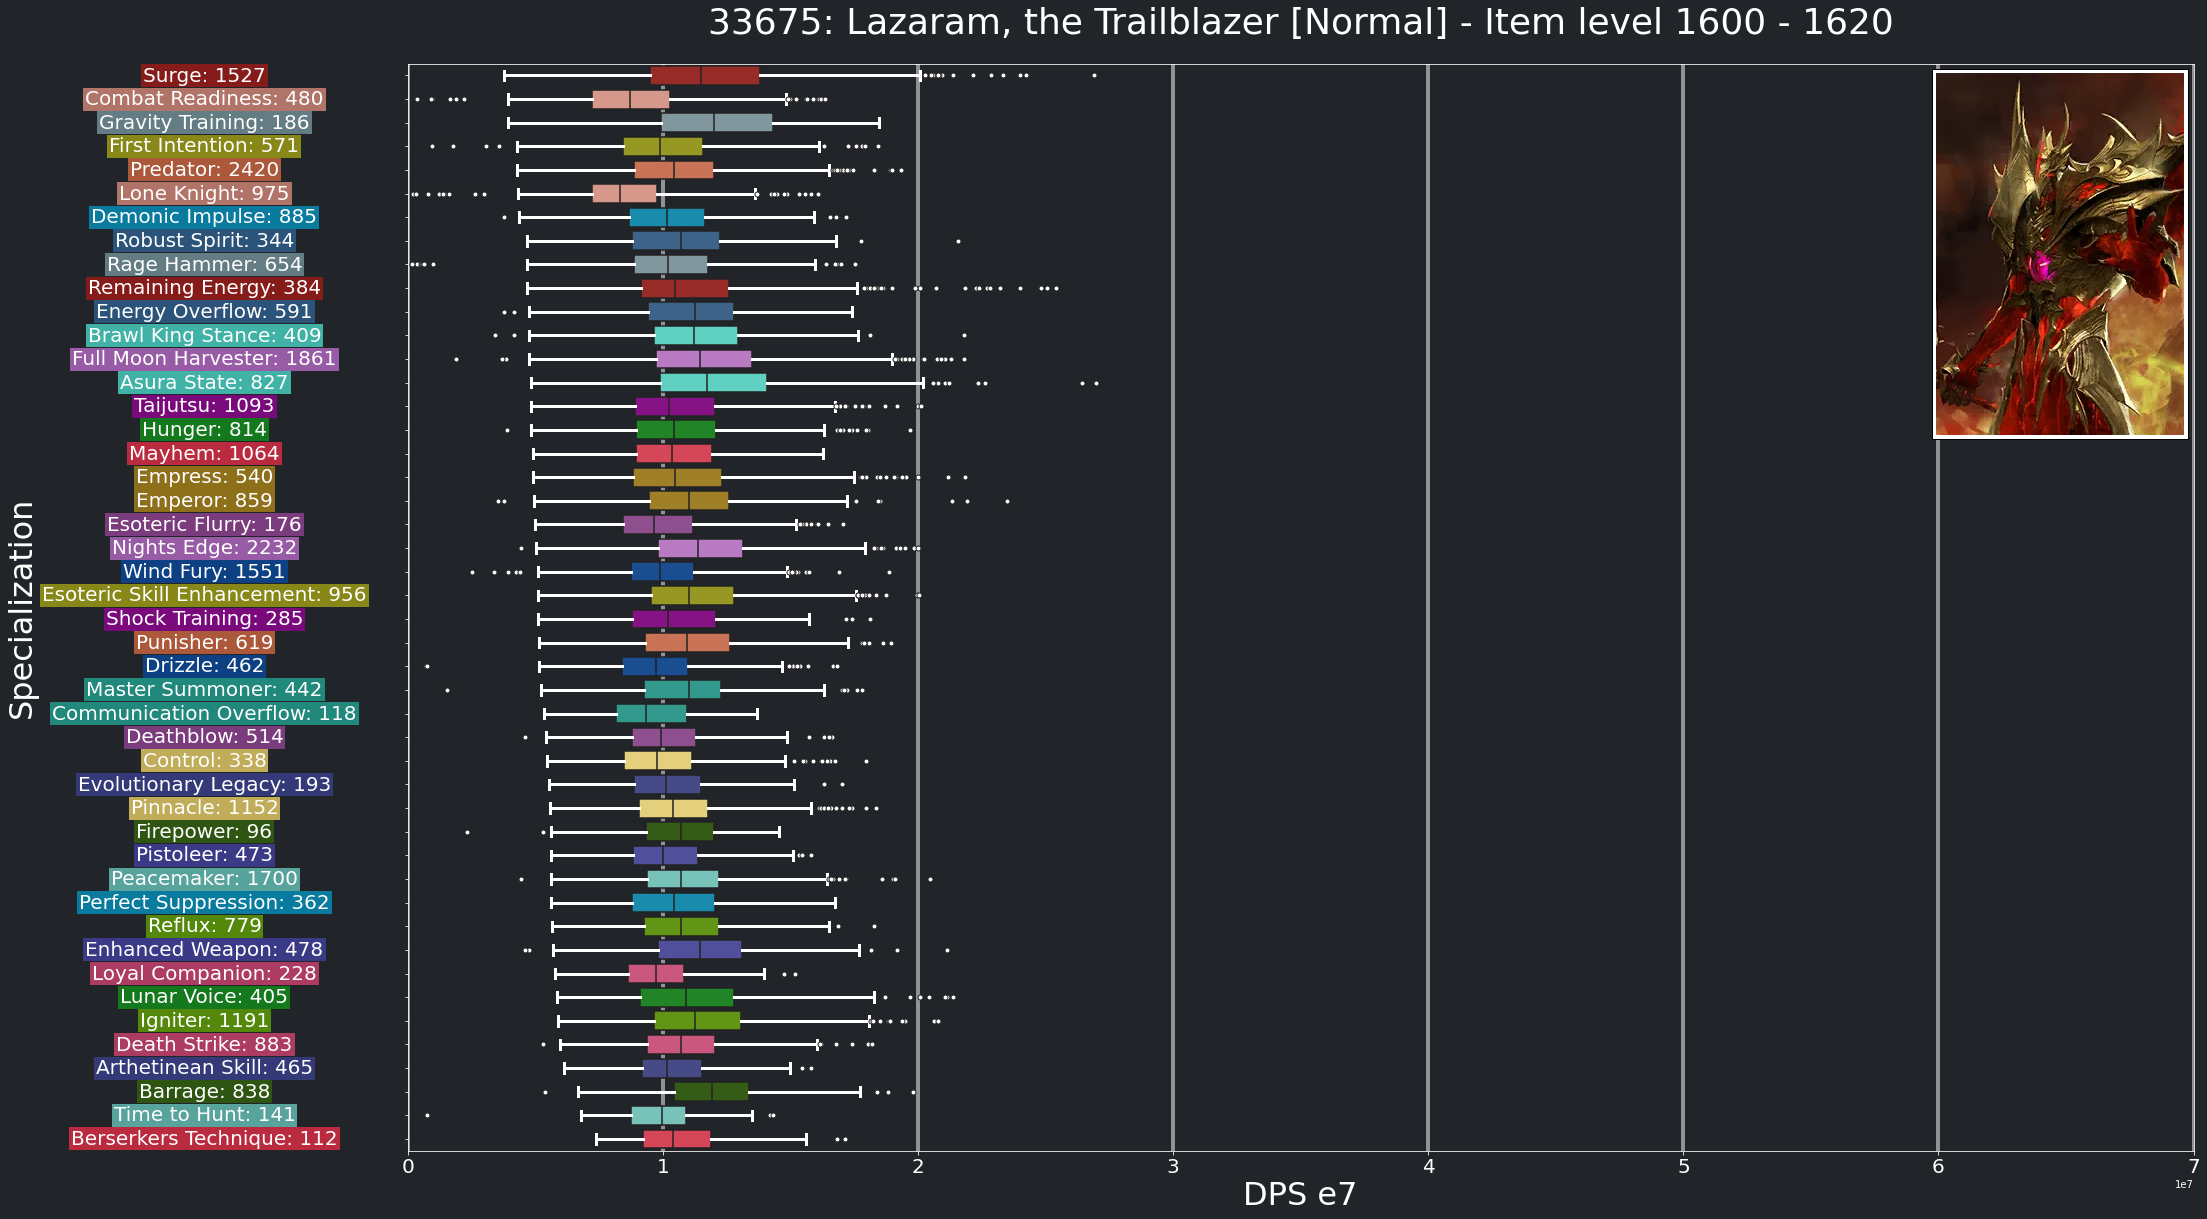 33675: Lazaram, the Trailblazer [Normal] - Item level 1600 - 1620
Surge: 1527
Combat Readiness: 480
Gravity Training: 186
First Intention: 571
Predator: 2420
Lone Knight: 975
Demonic Impulse: 885
Robust Spirit: 344
Rage Hammer: 654
Remaining Energy: 384
Energy Overflow: 591
Brawl King Stance: 409
Full Moon Harvester: 1861
Asura State: 827
Taijutsu: 1093
Hunger: 814
Mayhem: 1064
Empress: 540
Emperor: 859
Esoteric Flurry: 176
Nights Edge: 2232
Wind Fury: 1551
Esoteric Skill Enhancement: 956
Shock Training: 285
Punisher: 619
Drizzle: 462
Master Summoner: 442
Communication Overflow: 118
Deathblow: 514
Control: 338
Evolutionary Legacy: 193
Pinnacle: 1152
Firepower: 96
Pistoleer: 473
Peacemaker: 1700
Perfect Suppression: 362
Reflux: 779
Enhanced Weapon: 478
Loyal Companion: 228
Lunar Voice: 405
Igniter: 1191
Death Strike: 883
Arthetinean Skill: 465
Barrage: 838
Time to Hunt: 141
Berserkers Technique: 112
Specialization
0 1 2 3 4 5 6 7
1e7
DPS e7